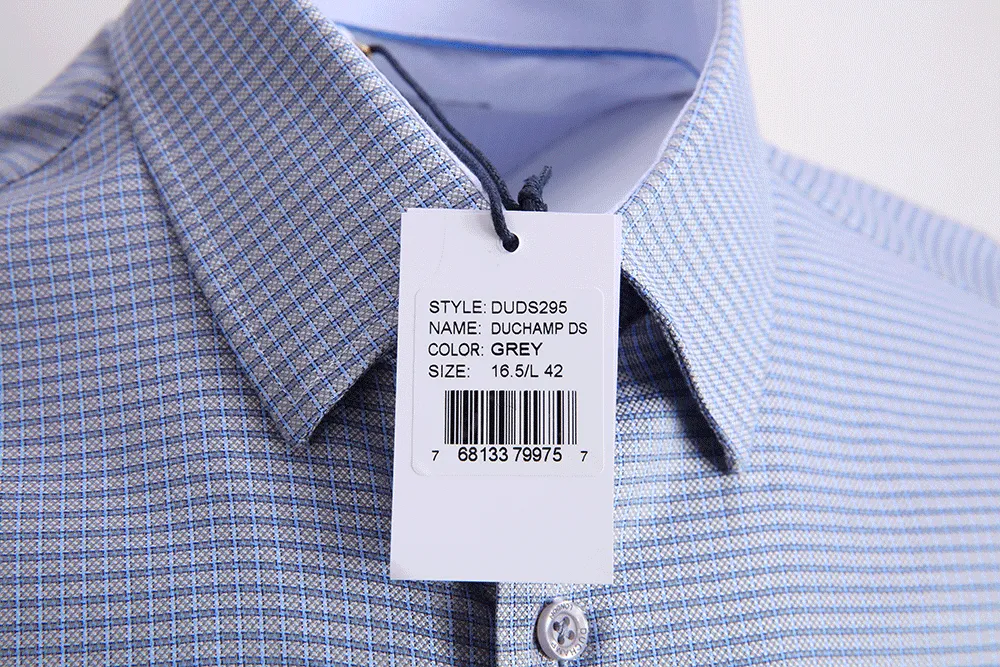 STYLE: DUDS295
NAME: DUCHAMP DS
COLOR: GREY
SIZE: 16.5/L 42
7 68133 79975 7